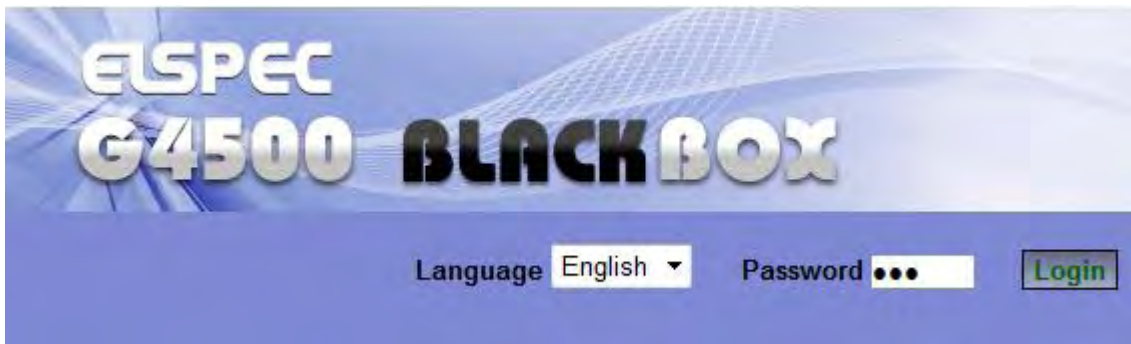 ELSPEC
G4500 BLACKBOX
Language English Password ●●● Login